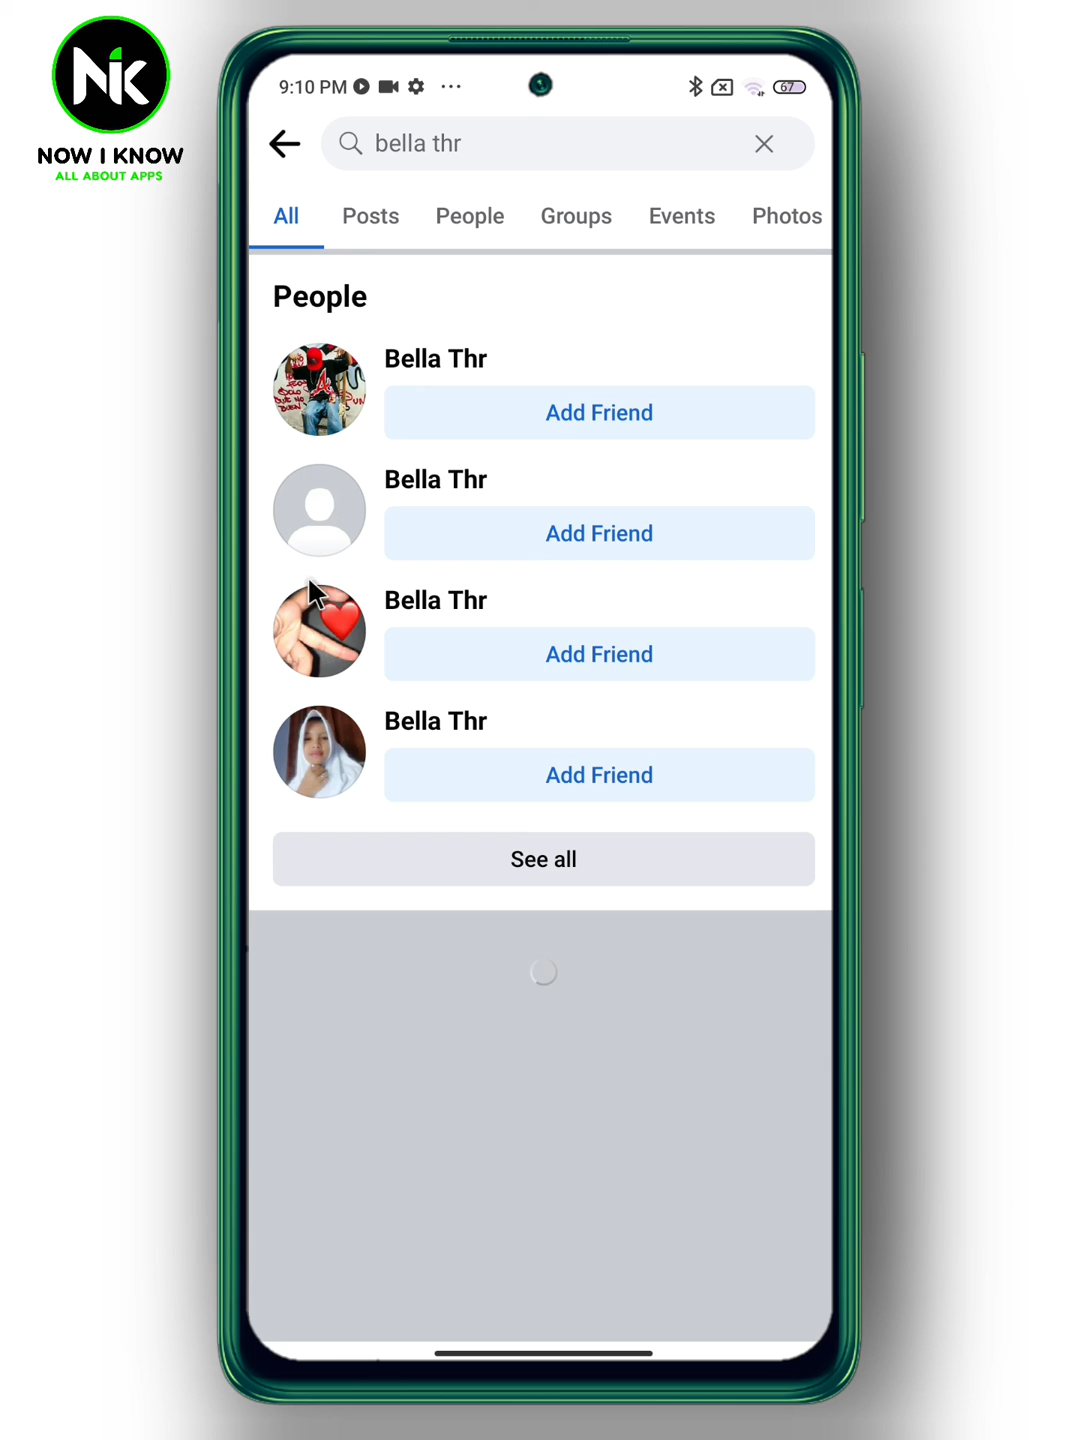 NK
NOW I KNOW
ALL ABOUT APPS
9:10 PM
67
bella thr
All Posts People Groups Events Photos
People
Bella Thr
Add Friend
Bella Thr
Add Friend
Bella Thr
Add Friend
Bella Thr
Add Friend
See all